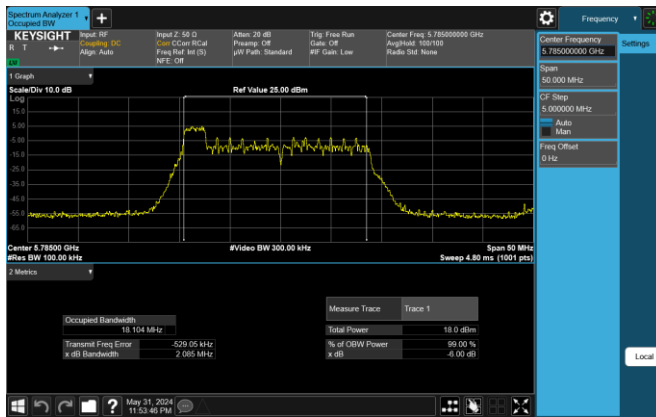 Spectrum Analyzer 1
Occupied BW
+
Frequency
KEYSIGHT
R T
Input: RF
Coupling: DC
Align: Auto
Input Z: 50 Ω
Corr CCorr RCal
Freq Ref: Int (S)
NFE: Off
Atten: 20 dB
Preamp: Off
µW Path: Standard
Trig: Free Run
Gate: Off
#IF Gain: Low
Center Freq: 5.785000000 GHz
Avg|Hold: 100/100
Radio Std: None
Center Frequency
5.785000000 GHz
Settings
Span
50.000 MHz
CF Step
5.000000 MHz
Auto
Man
Freq Offset
0 Hz
1 Graph
Scale/Div 10.0 dB
Ref Value 25.00 dBm
Log
15.0
5.00
-5.00
-15.0
-25.0
-35.0
-45.0
-55.0
-65.0
Center 5.78500 GHz
#Video BW 300.00 kHz
Span 50 MHz
#Res BW 100.00 kHz
Sweep 4.80 ms (1001 pts)
2 Metrics
Measure Trace
Trace 1
Occupied Bandwidth
18.104 MHz
Total Power
18.0 dBm
Transmit Freq Error
-529.05 kHz
% of OBW Power
99.00 %
x dB Bandwidth
2.085 MHz
x dB
-6.00 dB
Local
?
May 31, 2024
11:53:46 PM